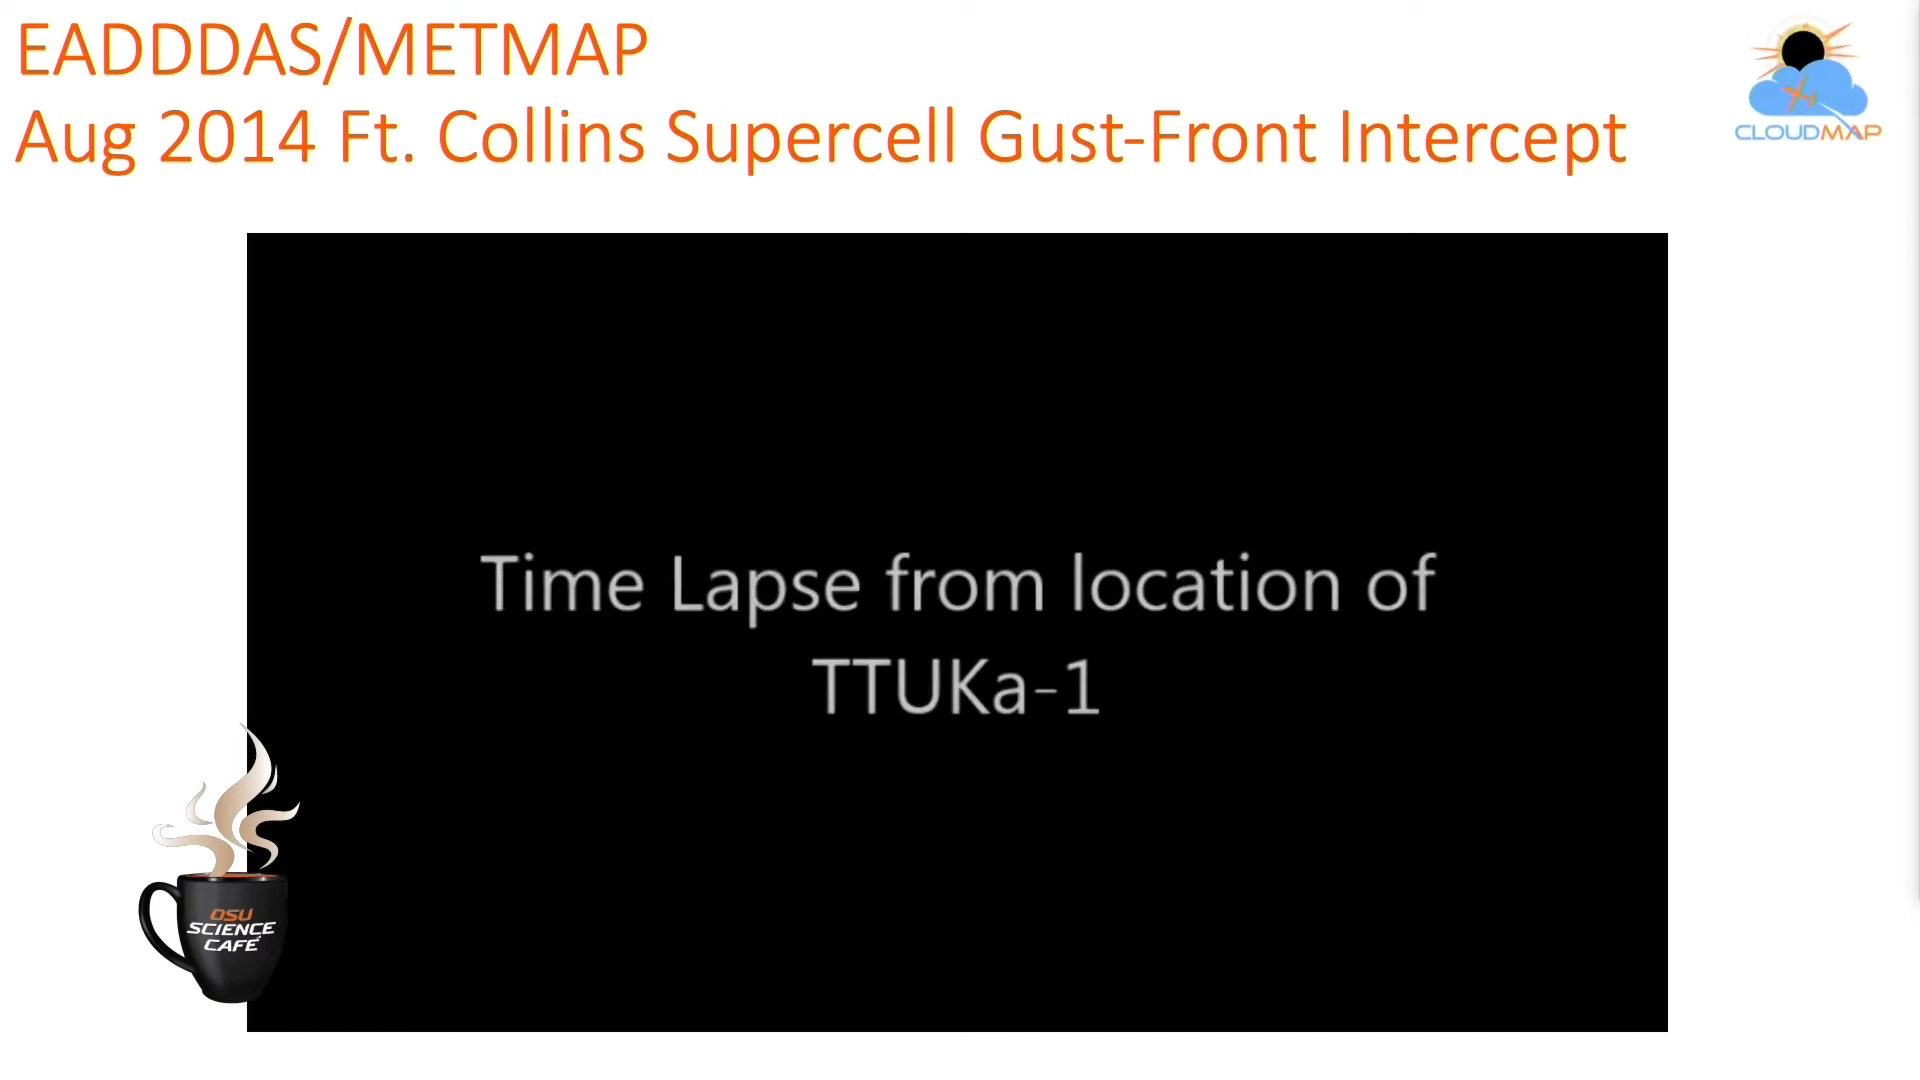 EADDDAS/METMAP
Aug 2014 Ft. Collins Supercell Gust-Front Intercept
CLOUDMAP
Time Lapse from location of
TTUKa-1
OSU
SCIENCE
CAFÉ